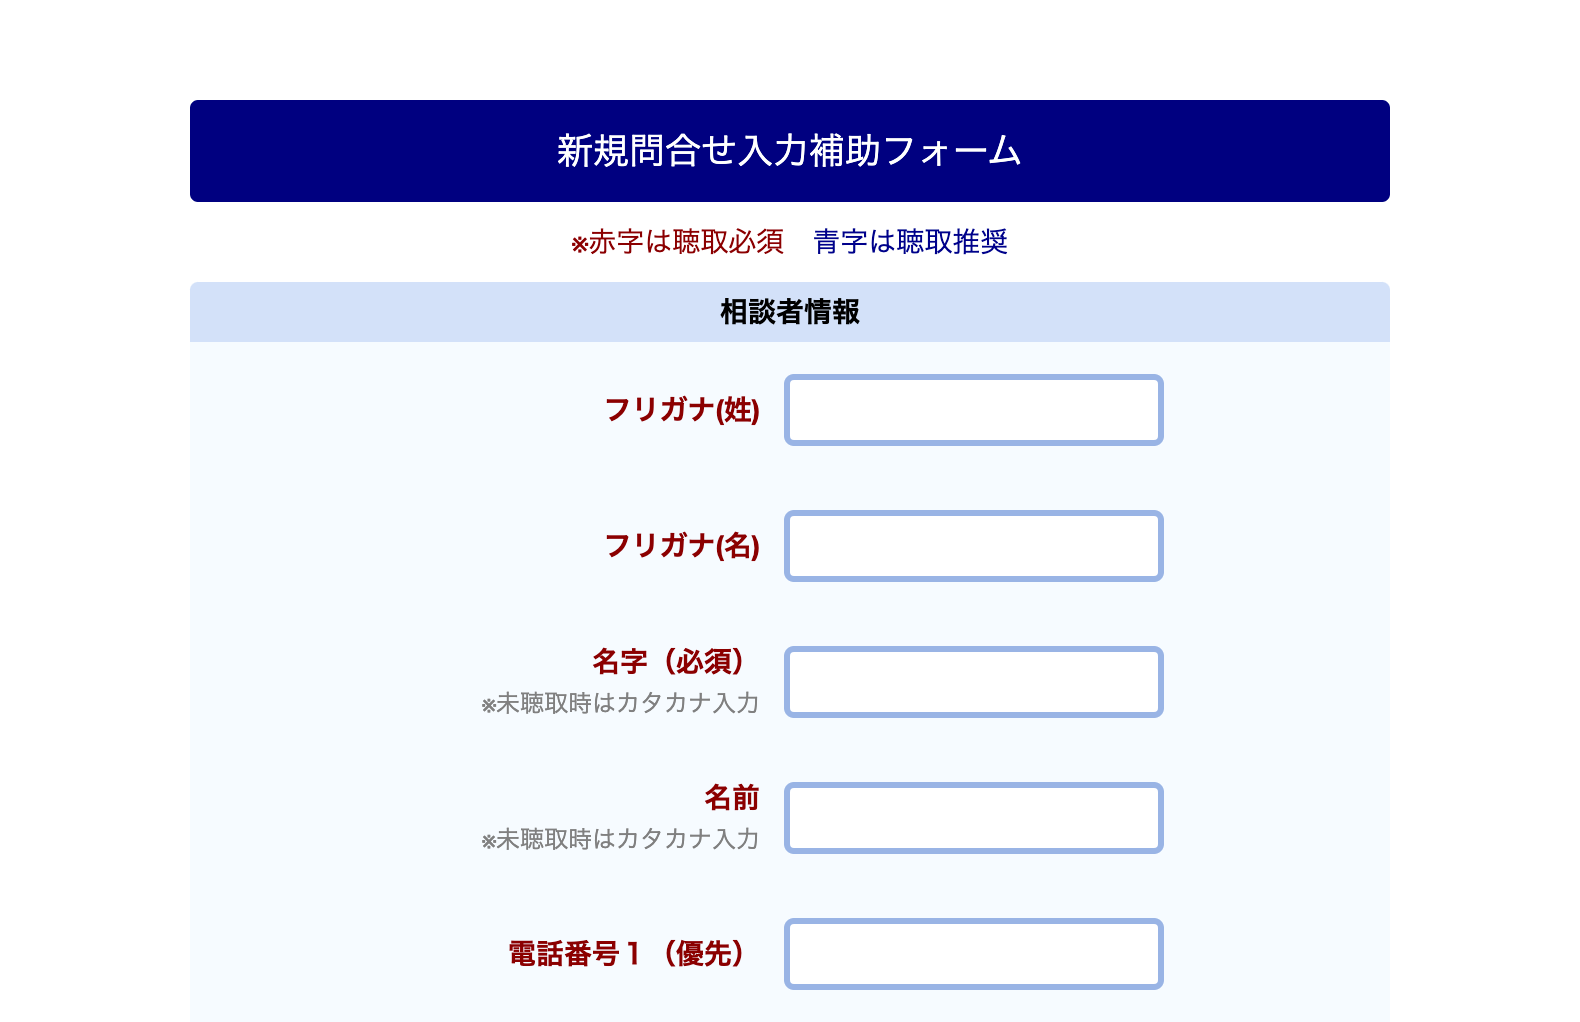 新規問合せ入力補助フォーム
※赤字は聴取必須　青字は聴取推奨
相談者情報
フリガナ(姓)
フリガナ(名)
名字（必須）
※未聴取時はカタカナ入力
名前
※未聴取時はカタカナ入力
電話番号１（優先）